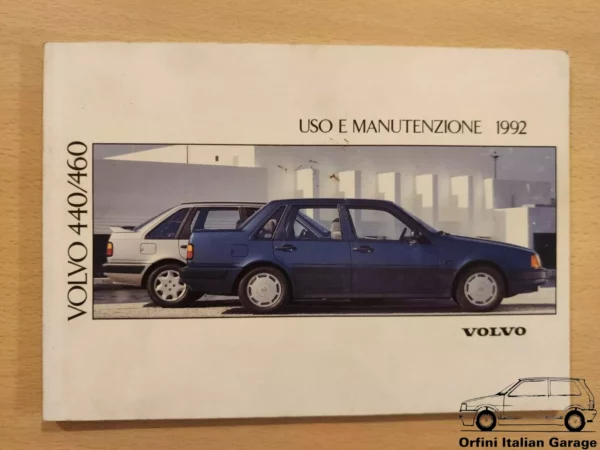 USO E MANUTENZIONE 1992
VOLVO 440/460
VOLVO
Orfini Italian Garage